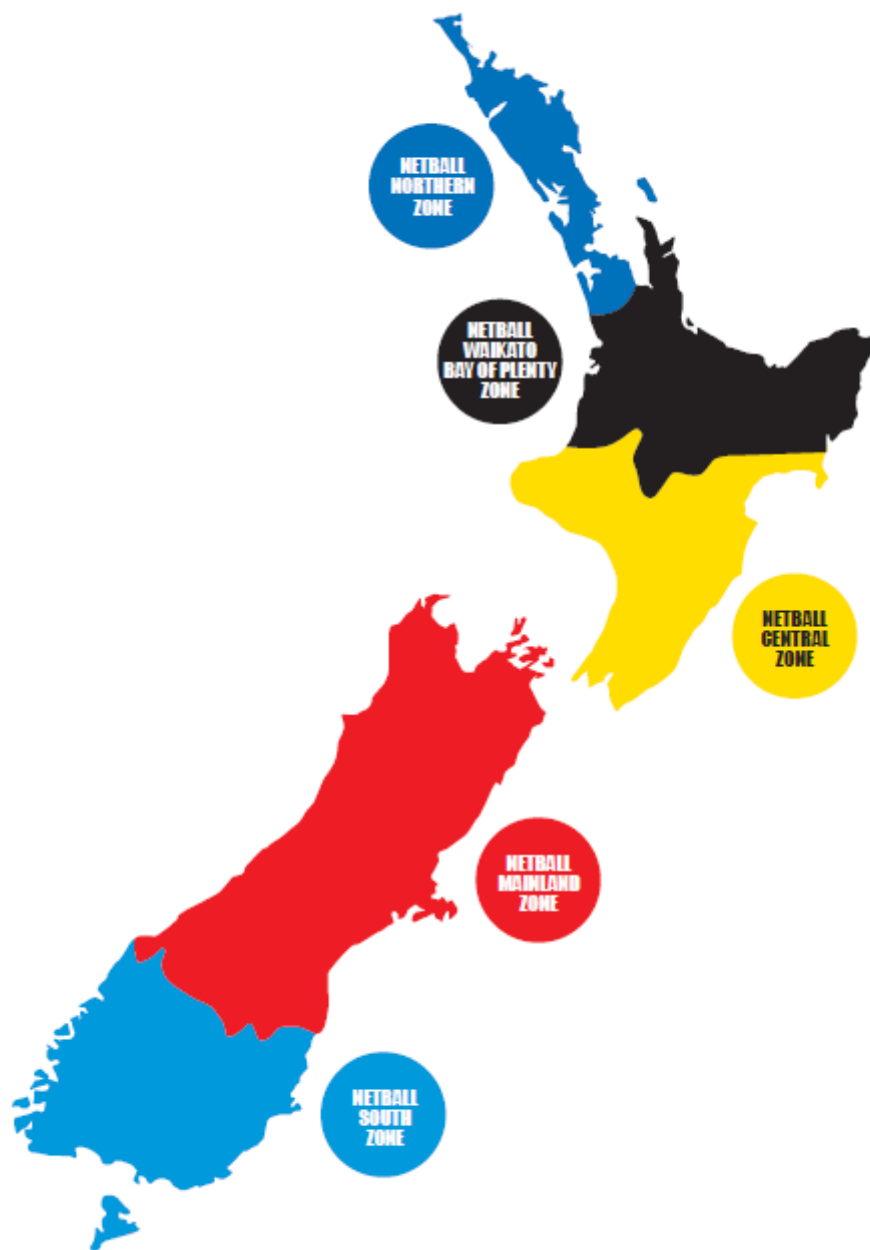 NETBALL
NORTHERN
ZONE
NETBALL
WAIKATO
BAY OF PLENTY
ZONE
NETBALL
CENTRAL
ZONE
NETBALL
MAINLAND
ZONE
NETBALL
SOUTH
ZONE